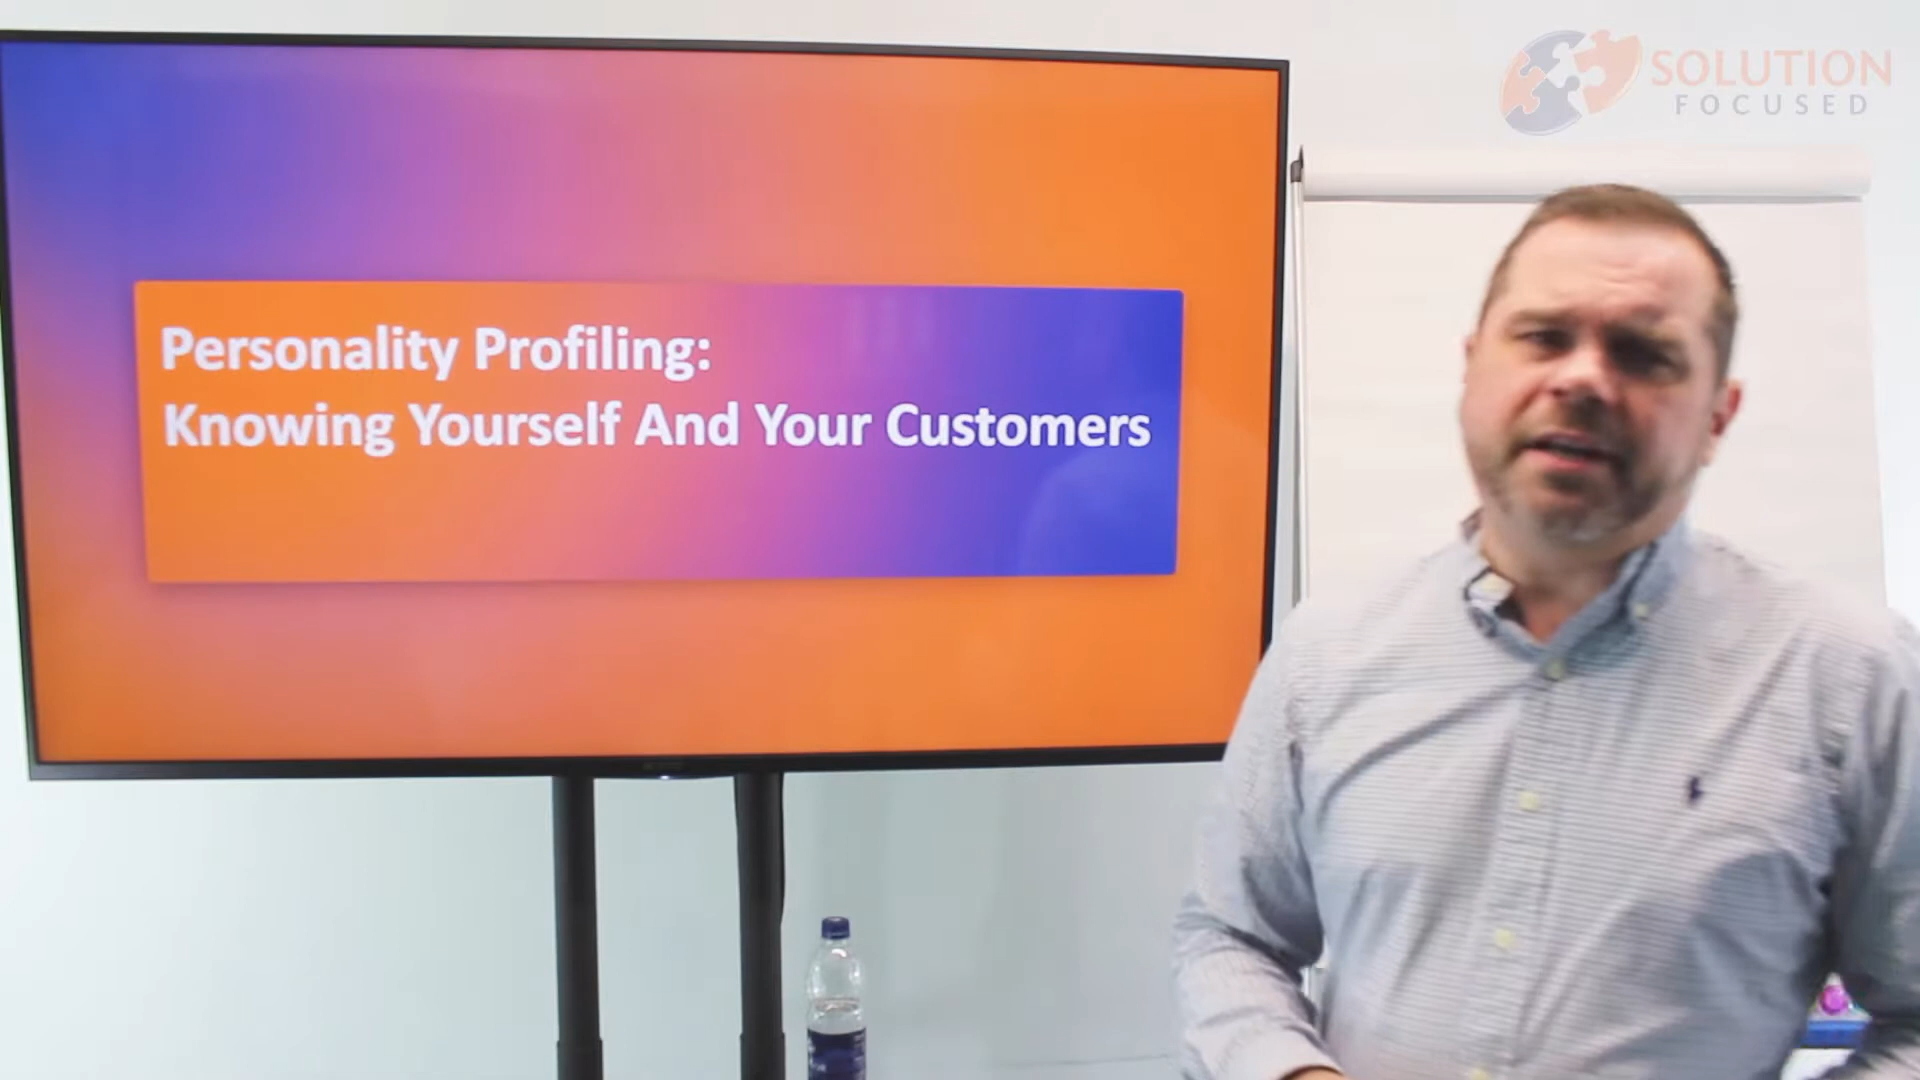 SOLUTION
FOCUSED
Personality Profiling:
Knowing Yourself And Your Customers